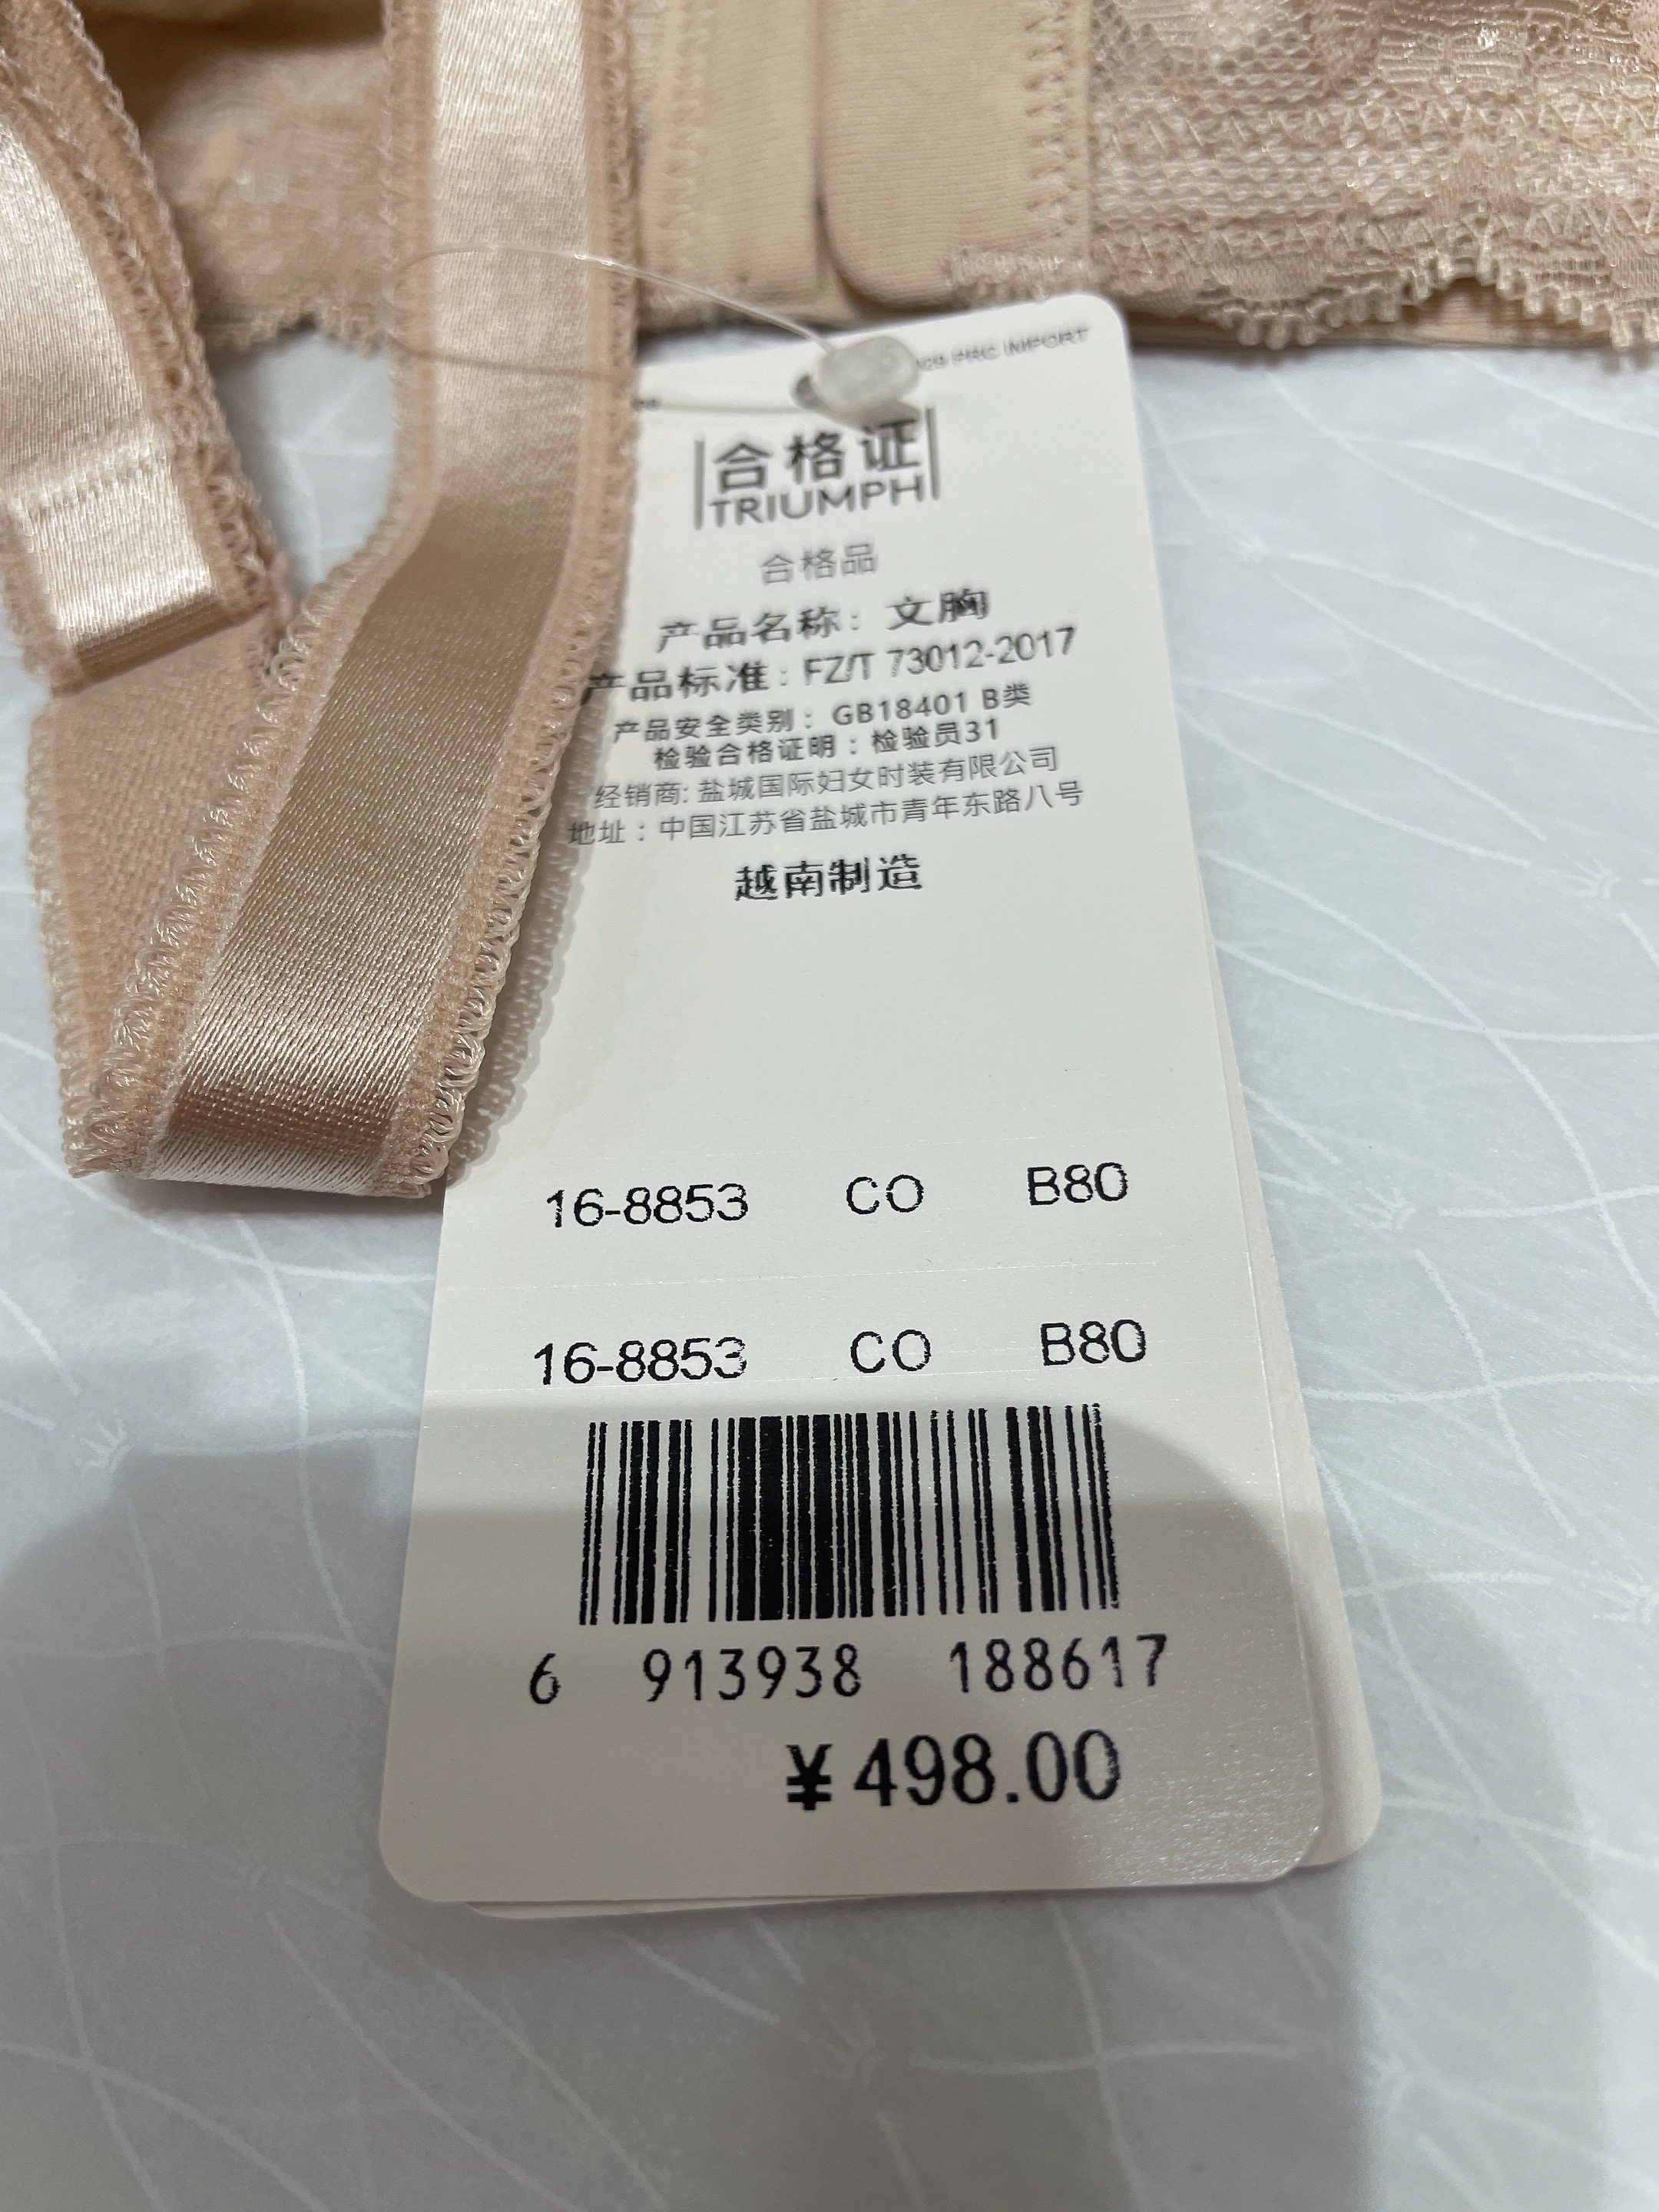 PRC IMPORT
合格证
TRIUMPH
合格品
产品名称：文胸
产品标准：FZ/T 73012-2017
产品安全类别：GB18401 B类
检验合格证明：检验员31
经销商: 盐城国际妇女时装有限公司
地址：中国江苏省盐城市青年东路八号
越南制造
16-8853 CO B80
16-8853 CO B80
6 913938 188617
¥498.00